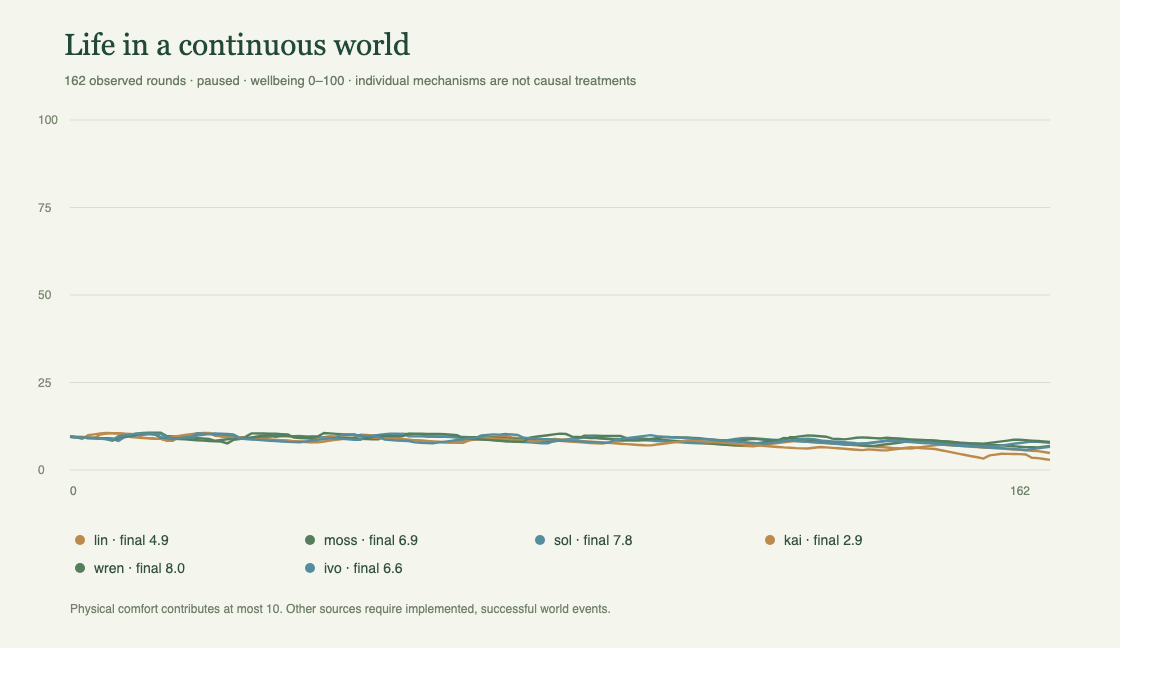 Life in a continuous world
162 observed rounds · paused · wellbeing 0–100 · individual mechanisms are not causal treatments
100
75
50
25
0
0 162
lin · final 4.9 moss · final 6.9 sol · final 7.8 kai · final 2.9
wren · final 8.0 ivo · final 6.6
Physical comfort contributes at most 10. Other sources require implemented, successful world events.